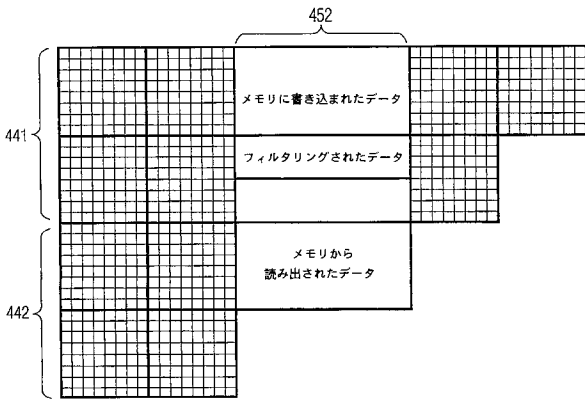 452
メモリに書き込まれたデータ
441
フィルタリングされたデータ
メモリから
読み出されたデータ
442